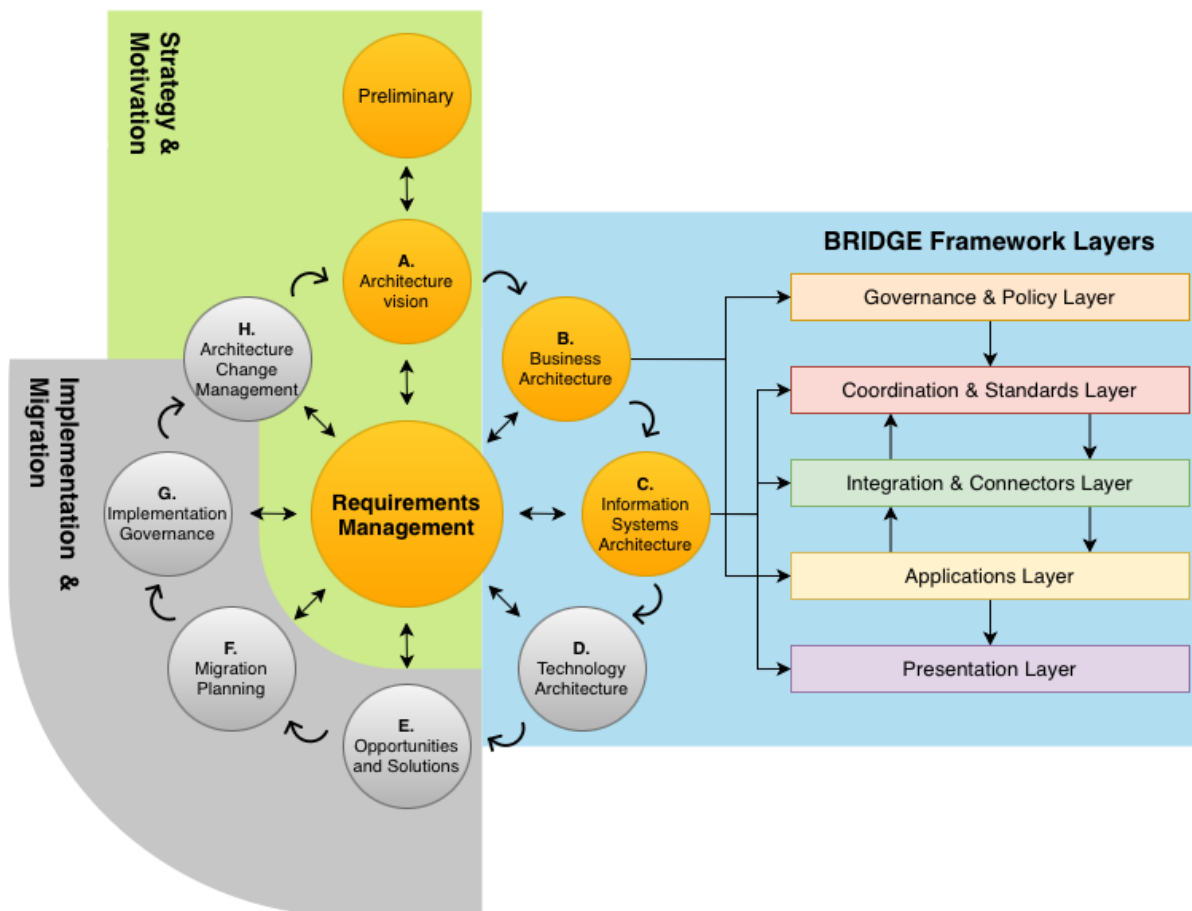 Strategy &
Motivation
Preliminary
A.
Architecture
vision
BRIDGE Framework Layers
Governance & Policy Layer
H.
Architecture
Change
Management
B.
Business
Architecture
Coordination & Standards Layer
Implementation &
Migration
G.
Implementation
Governance
Requirements
Management
C.
Information
Systems
Architecture
Integration & Connectors Layer
Applications Layer
F.
Migration
Planning
D.
Technology
Architecture
Presentation Layer
E.
Opportunities
and Solutions